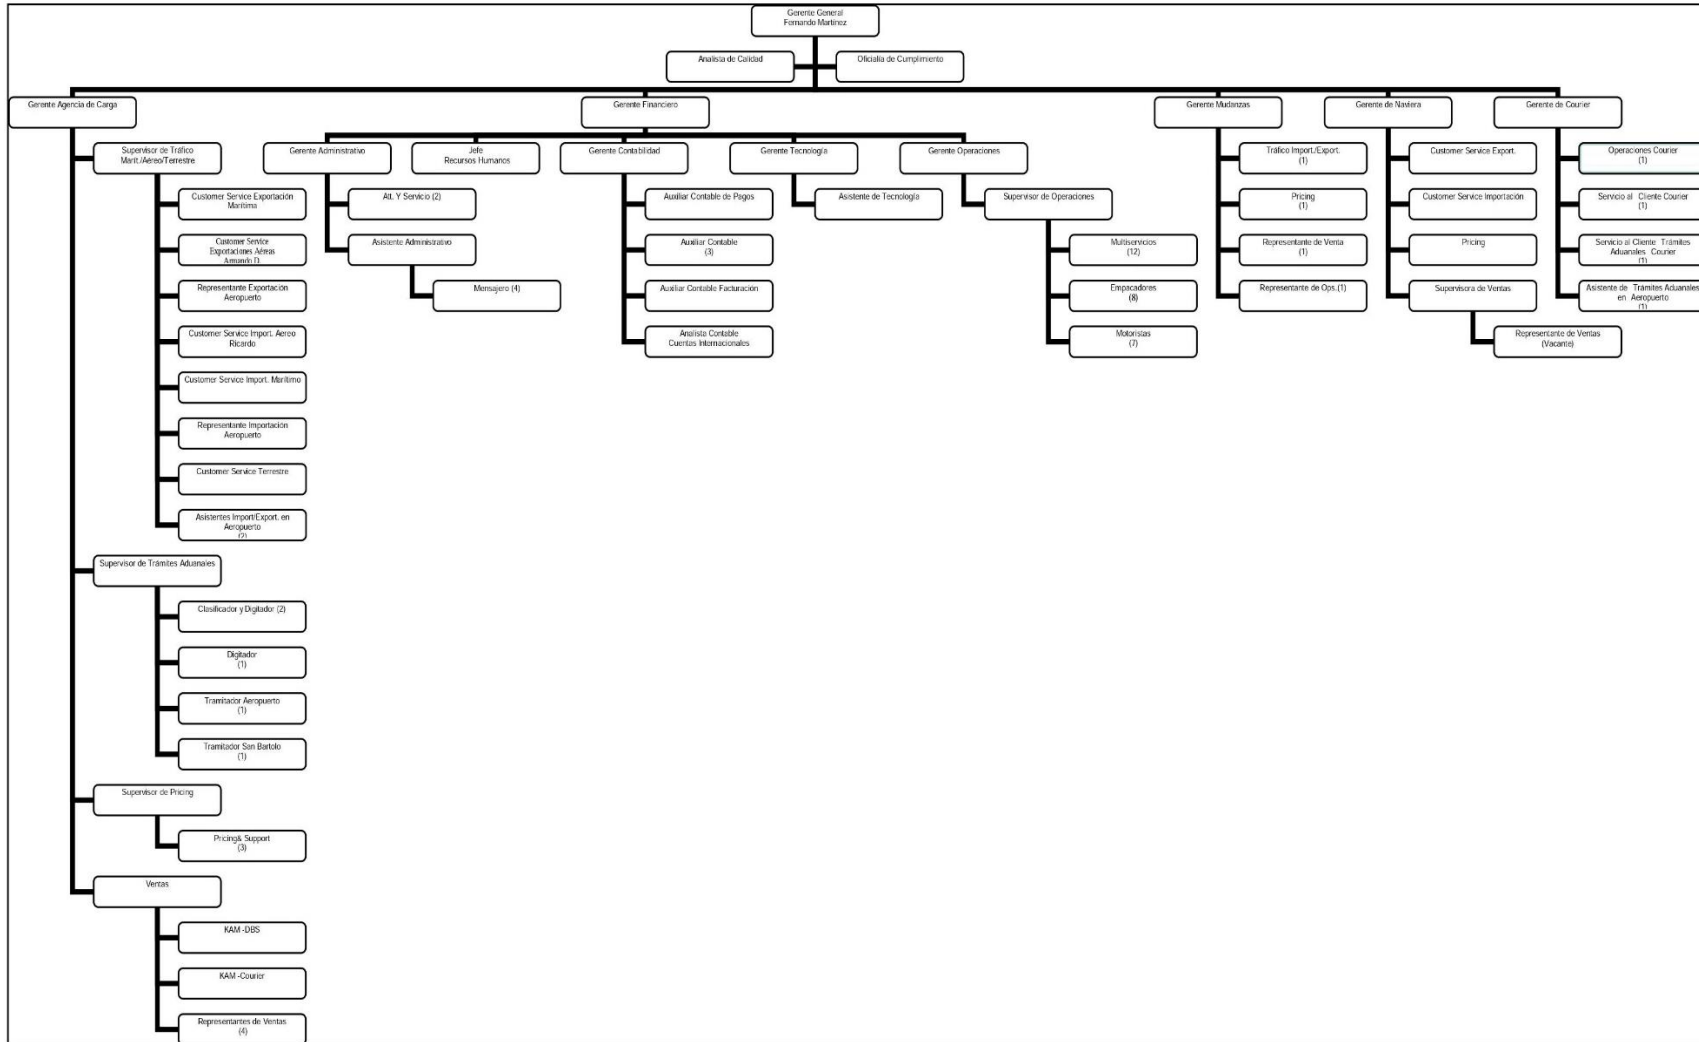 Gerente General
Fernando Martínez
Analista de Calidad
Oficialía de Cumplimiento
Gerente Agencia de Carga
Gerente Financiero
Gerente Mudanzas
Gerente de Naviera
Gerente de Courier
Supervisor de Tráfico
Marít./Aéreo/Terrestre
Customer Service Exportación
Marítima
Customer Service
Exportaciones Aéreas
Armando D.
Representante Exportación
Aeropuerto
Customer Service Import. Aéreo
Ricardo
Customer Service Import. Marítimo
Representante Importación
Aeropuerto
Customer Service Terrestre
Asistentes Import/Export. en
Aeropuerto
(2)
Supervisor de Trámites Aduanales
Clasificador y Digitador (2)
Digitador
(1)
Tramitador Aeropuerto
(1)
Tramitador San Bartolo
(1)
Supervisor de Pricing
Pricing& Support
(3)
Ventas
KAM -DBS
KAM -Courier
Representantes de Ventas
(4)
Gerente Administrativo
Att. Y Servicio (2)
Asistente Administrativo
Mensajero (4)
Jefe
Recursos Humanos
Gerente Contabilidad
Auxiliar Contable de Pagos
Auxiliar Contable
(3)
Auxiliar Contable Facturación
Analista Contable
Cuentas Internacionales
Gerente Tecnología
Asistente de Tecnología
Gerente Operaciones
Supervisor de Operaciones
Multiservicios
(12)
Empacadores
(8)
Motoristas
(7)
Tráfico Import./Export.
(1)
Pricing
(1)
Representante de Venta
(1)
Representante de Ops.(1)
Customer Service Export.
Customer Service Importación
Pricing
Supervisora de Ventas
Representante de Ventas
(Vacante)
Operaciones Courier
(1)
Servicio al Cliente Courier
(1)
Servicio al Cliente Trámites
Aduanales Courier
(1)
Asistente de Trámites Aduanales
en Aeropuerto
(1)